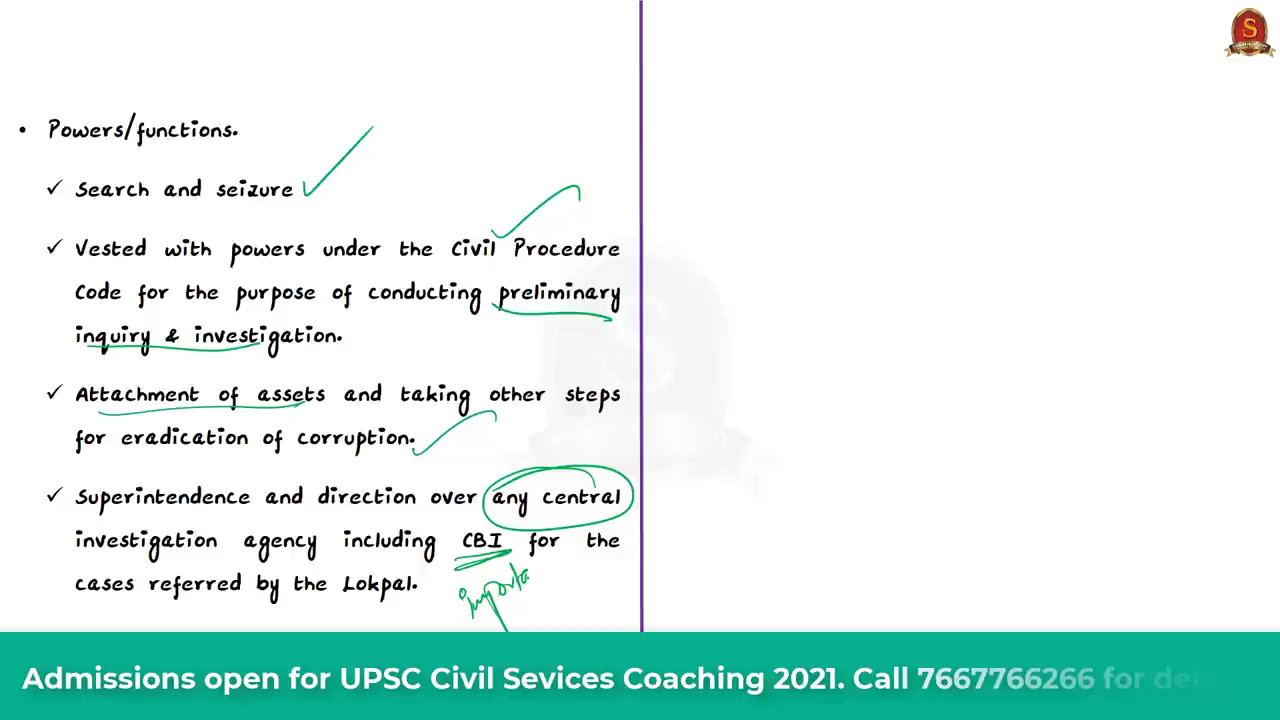 • Powers/functions.
✓ Search and seizure
✓ Vested with powers under the Civil Procedure
Code for the purpose of conducting preliminary
inquiry & investigation.
✓ Attachment of assets and taking other steps
for eradication of corruption.
✓ Superintendence and direction over any central
investigation agency including CBI for the
cases referred by the Lokpal.
importa
Admissions open for UPSC Civil Sevices Coaching 2021. Call 7667766266 for de